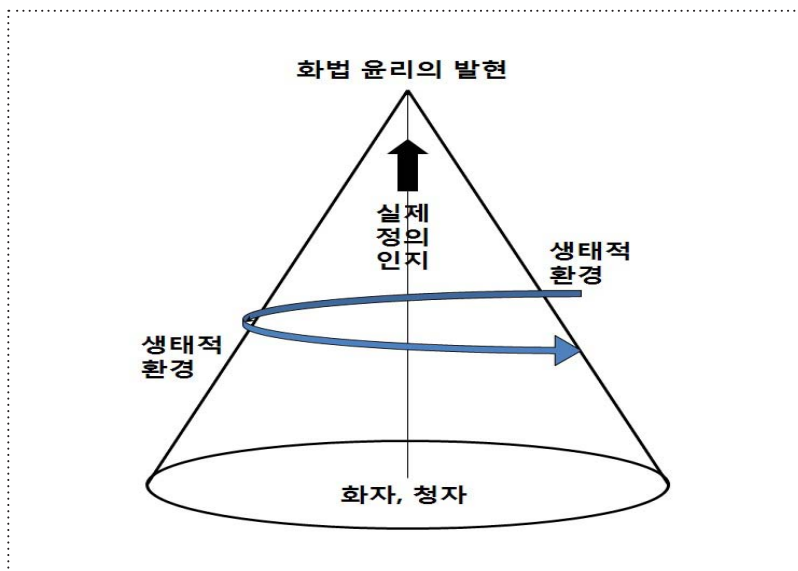 화법 윤리의 발현
실제
정의
인지
생태적
환경
생태적
환경
화자, 청자